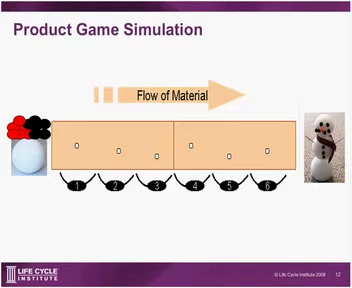 Product Game Simulation
Flow of Material
1 2 3 4 5 6
LIFE CYCLE
INSTITUTE
© Life Cycle Institute 2008 12